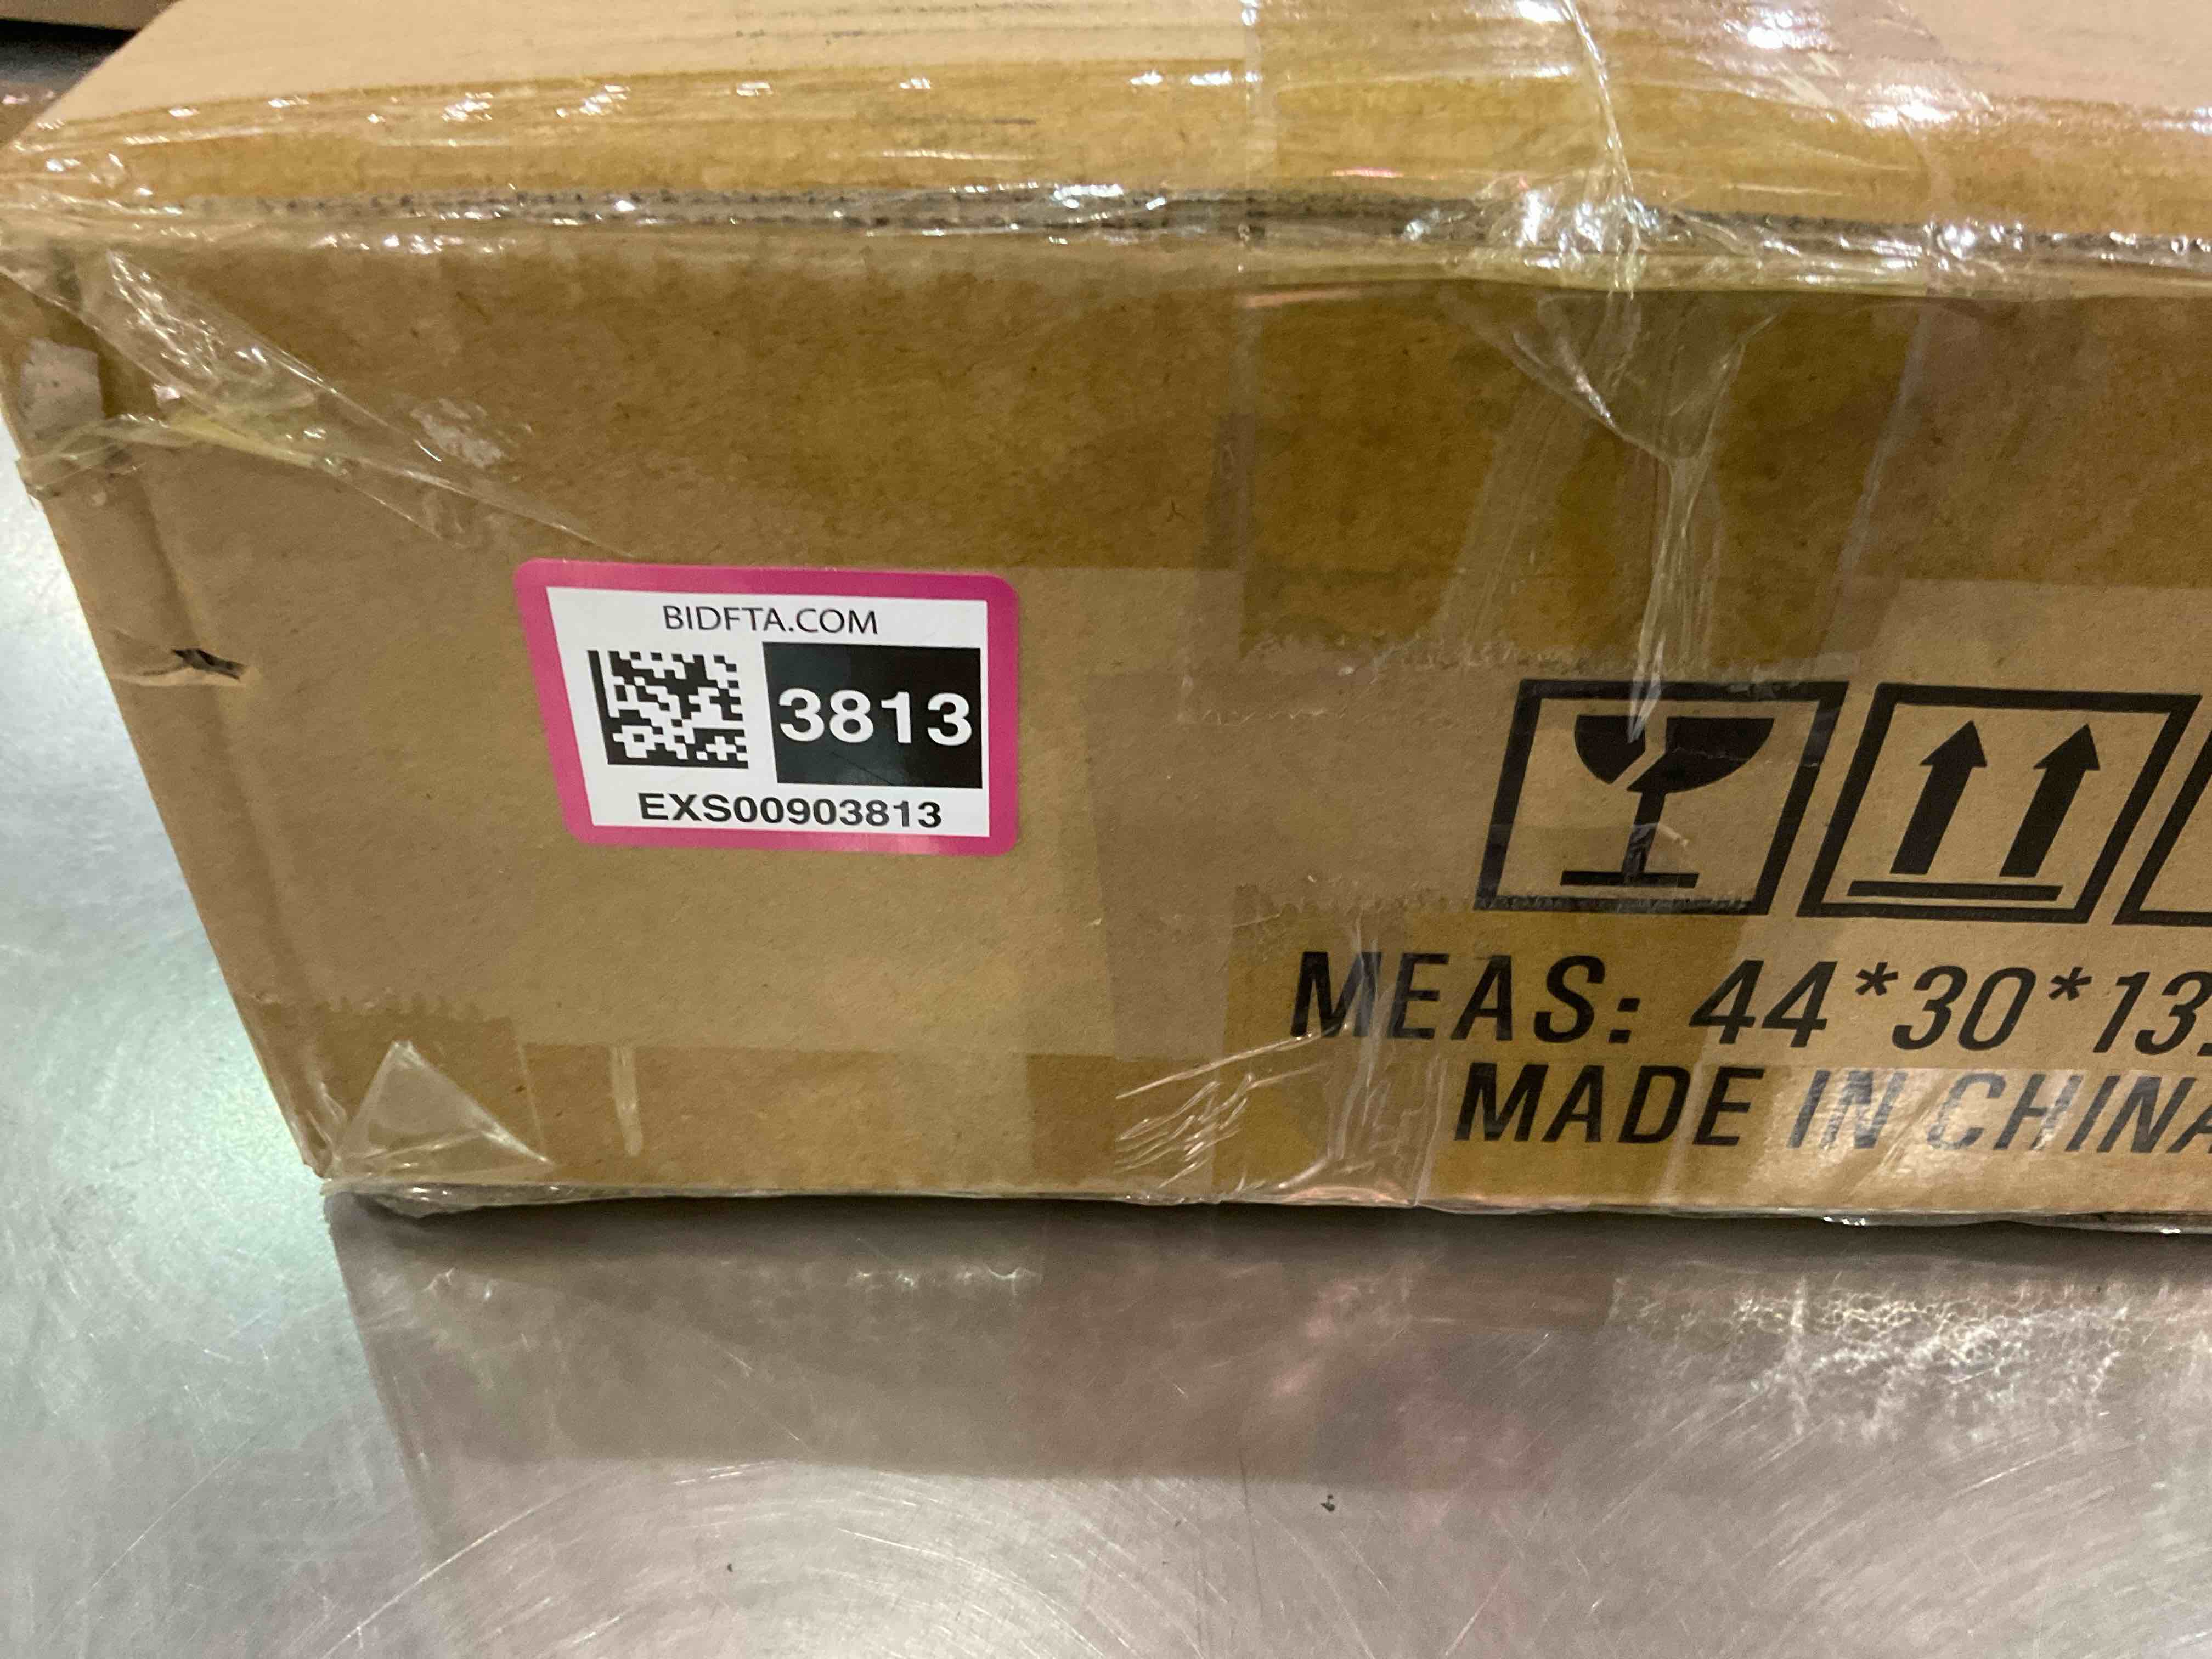 BIDFTA.COM
3813
EXS00903813
MEAS: 44*30*13.
MADE IN CHINA